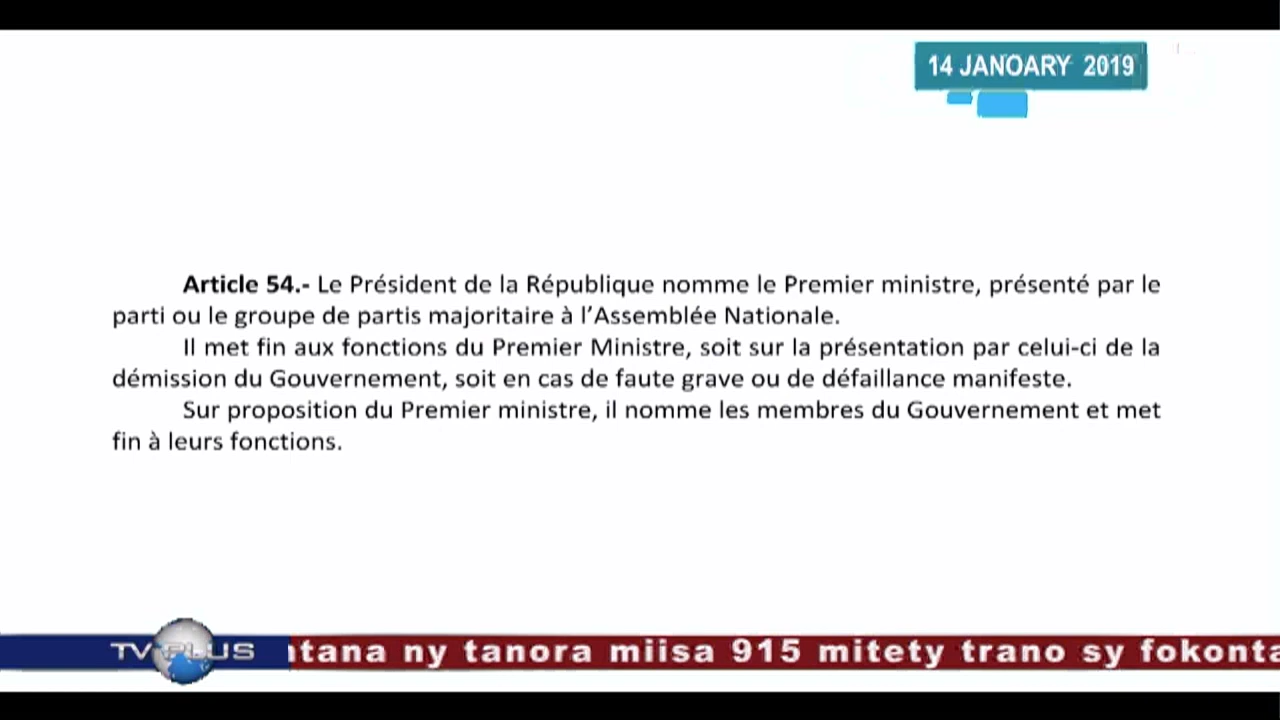 14 JANOARY 2019
Article 54.- Le Président de la République nomme le Premier ministre, présenté par le
parti ou le groupe de partis majoritaire à l’Assemblée Nationale.
Il met fin aux fonctions du Premier Ministre, soit sur la présentation par celui-ci de la
démission du Gouvernement, soit en cas de faute grave ou de défaillance manifeste.
Sur proposition du Premier ministre, il nomme les membres du Gouvernement et met
fin à leurs fonctions.
TV PLUS
ntana ny tanora miisa 915 mitety trano sy fokonta